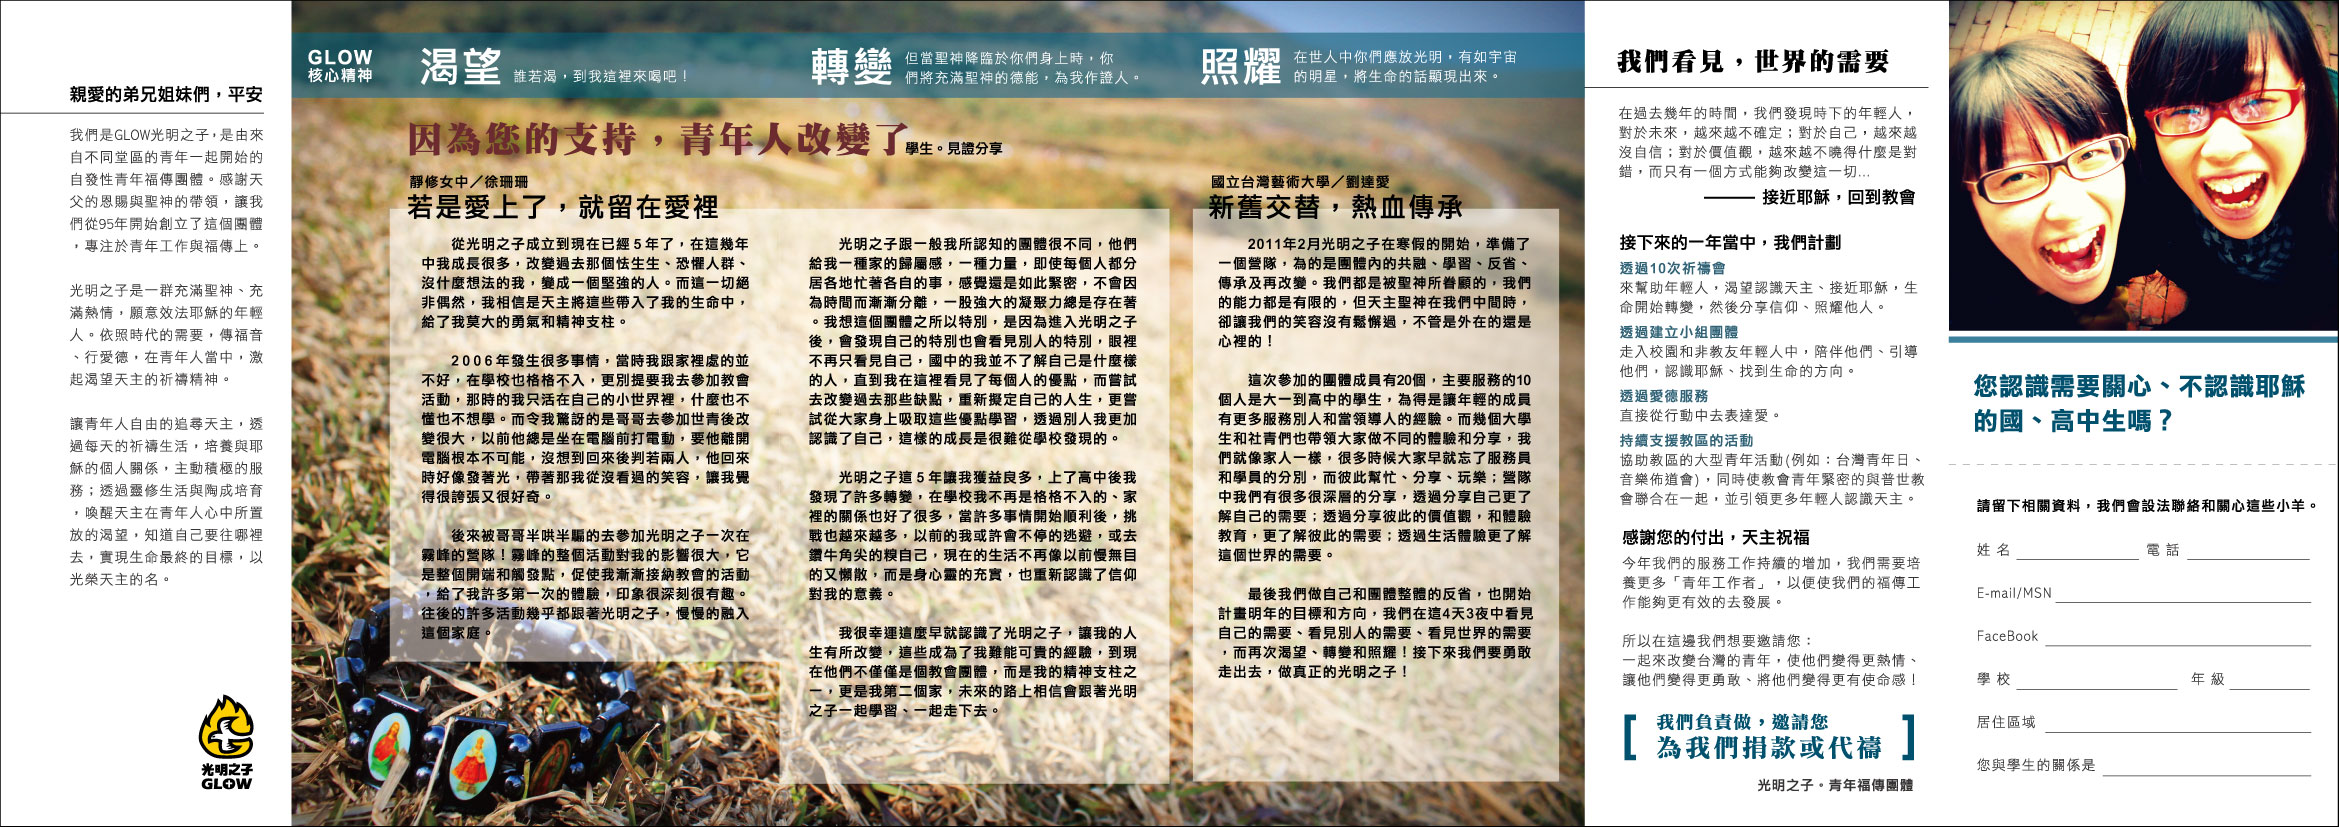 親愛的弟兄姐妹們，平安
我們是GLOW光明之子，是由來
自不同堂區的青年一起開始的
自發性青年福傳團體。感謝天
父的恩賜與聖神的帶領，讓我
們從95年開始創立了這個團體
，專注於青年工作與福傳上。
光明之子是一群充滿聖神、充
滿熱情，願意效法耶穌的年輕
人。依照時代的需要，傳福音
、行愛德，在青年人當中，激
起渴望天主的祈禱精神。
讓青年人自由的追尋天主，透
過每天的祈禱生活，培養與耶
穌的個人關係，主動積極的服
務；透過靈修生活與陶成培育
，喚醒天主在青年人心中所置
放的渴望，知道自己要往哪裡
去，實現生命最終的目標，以
光榮天主的名。
光明之子
GLOW
GLOW
核心精神
渴望
誰若渴，到我這裡來喝吧！
轉變
但當聖神降臨於你們身上時，你
們將充滿聖神的德能，為我作證人。
照耀
在世人中你們應放光明，有如宇宙
的明星，將生命的話顯現出來。
因為您的支持，青年人改變了
學生。見證分享
靜修女中／徐珊珊
若是愛上了，就留在愛裡
從光明之子成立到現在已經5年了，在這幾年
中我成長很多，改變過去那個怯生生、恐懼人群、
沒什麼想法的我，變成一個堅強的人。而這一切絕
非偶然，我相信是天主將這些帶入了我的生命中，
給了我莫大的勇氣和精神支柱。
2006年發生很多事情，當時我跟家裡處的並
不好，在學校也格格不入，更別提要我去參加教會
活動，那時的我只活在自己的小世界裡，什麼也不
懂也不想學。而令我驚訝的是哥哥去參加世青後改
變很大，以前他總是坐在電腦前打電動，要他離開
電腦根本不可能，沒想到回來後判若兩人，他回來
時好像發著光，帶著那我從沒看過的笑容，讓我覺
得很誇張又很好奇。
後來被哥哥半哄半騙的去參加光明之子一次在
霧峰的營隊！霧峰的整個活動對我的影響很大，它
是整個開端和觸發點，促使我漸漸接納教會的活動
，給了我許多第一次的體驗，印象很深刻很有趣。
往後的許多活動幾乎都跟著光明之子，慢慢的融入
這個家庭。
光明之子跟一般我所認知的團體很不同，他們
給我一種家的歸屬感，一種力量，即使每個人都分
居各地忙著各自的事，感覺還是如此緊密，不會因
為時間而漸漸分離，一股強大的凝聚力總是存在著
。我想這個團體之所以特別，是因為進入光明之子
後，會發現自己的特別也會看見別人的特別，眼裡
不再只看見自己，國中的我並不了解自己是什麼樣
的人，直到我在這裡看見了每個人的優點，而嘗試
去改變過去那些缺點，重新擬定自己的人生，更嘗
試從大家身上吸取這些優點學習，透過別人我更加
認識了自己，這樣的成長是很難從學校發現的。
光明之子這5年讓我獲益良多，上了高中後我
發現了許多轉變，在學校我不再是格格不入的、家
裡的關係也好了很多，當許多事情開始順利後，挑
戰也越來越多，以前的我或許會不停的逃避，或去
鑽牛角尖的糗自己，現在的生活不再像以前慢無目
的又懶散，而是身心靈的充實，也重新認識了信仰
對我的意義。
我很幸運這麼早就認識了光明之子，讓我的人
生有所改變，這些成為了我難能可貴的經驗，到現
在他們不僅僅是個教會團體，而是我的精神支柱之
一，更是我第二個家，未來的路上相信會跟著光明
之子一起學習、一起走下去。
國立台灣藝術大學／劉達愛
新舊交替，熱血傳承
2011年2月光明之子在寒假的開始，準備了
一個營隊，為的是團體內的共融、學習、反省、
傳承及再改變。我們都是被聖神所眷顧的，我們
的能力都是有限的，但天主聖神在我們中間時，
卻讓我們的笑容沒有鬆懈過，不管是外在的還是
心裡的！
這次參加的團體成員有20個，主要服務的10
個人是大一到高中的學生，為得是讓年輕的成員
有更多服務別人和當領導人的經驗。而幾個大學
生和社青們也帶領大家做不同的體驗和分享，我
們就像家人一樣，很多時候大家早就忘了服務員
和學員的分別，而彼此幫忙、分享、玩樂；營隊
中我們有很多很深層的分享，透過分享自己更了
解自己的需要；透過分享彼此的價值觀，和體驗
教育，更了解彼此的需要；透過生活體驗更了解
這個世界的需要。
最後我們做自己和團體整體的反省，也開始
計畫明年的目標和方向，我們在這4天3夜中看見
自己的需要、看見別人的需要、看見世界的需要
，而再次渴望、轉變和照耀！接下來我們要勇敢
走出去，做真正的光明之子！
我們看見，世界的需要
在過去幾年的時間，我們發現時下的年輕人，
對於未來，越來越不確定；對於自己，越來越
沒自信；對於價值觀，越來越不曉得什麼是對
錯，而只有一個方式能夠改變這一切...
——接近耶穌，回到教會
接下來的一年當中，我們計劃
透過10次祈禱會
來幫助年輕人，渴望認識天主、接近耶穌，生
命開始轉變，然後分享信仰、照耀他人。
透過建立小組團體
走入校園和非教友年輕人中，陪伴他們、引導
他們，認識耶穌、找到生命的方向。
透過愛德服務
直接從行動中去表達愛。
持續支援教區的活動
協助教區的大型青年活動(例如：台灣青年日、
音樂佈道會)，同時使教會青年緊密的與普世教
會聯合在一起，並引領更多年輕人認識天主。
感謝您的付出，天主祝福
今年我們的服務工作持續的增加，我們需要培
養更多「青年工作者」，以便使我們的福傳工
作能夠更有效的去發展。
所以在這邊我們想要邀請您：
一起來改變台灣的青年，使他們變得更熱情、
讓他們變得更勇敢、將他們變得更有使命感！
[ 我們負責做，邀請您
為我們捐款或代禱 ]
光明之子。青年福傳團體
您認識需要關心、不認識耶穌
的國、高中生嗎？
請留下相關資料，我們會設法聯絡和關心這些小羊。
姓名 電話
E-mail/MSN
FaceBook
學校 年級
居住區域
您與學生的關係是